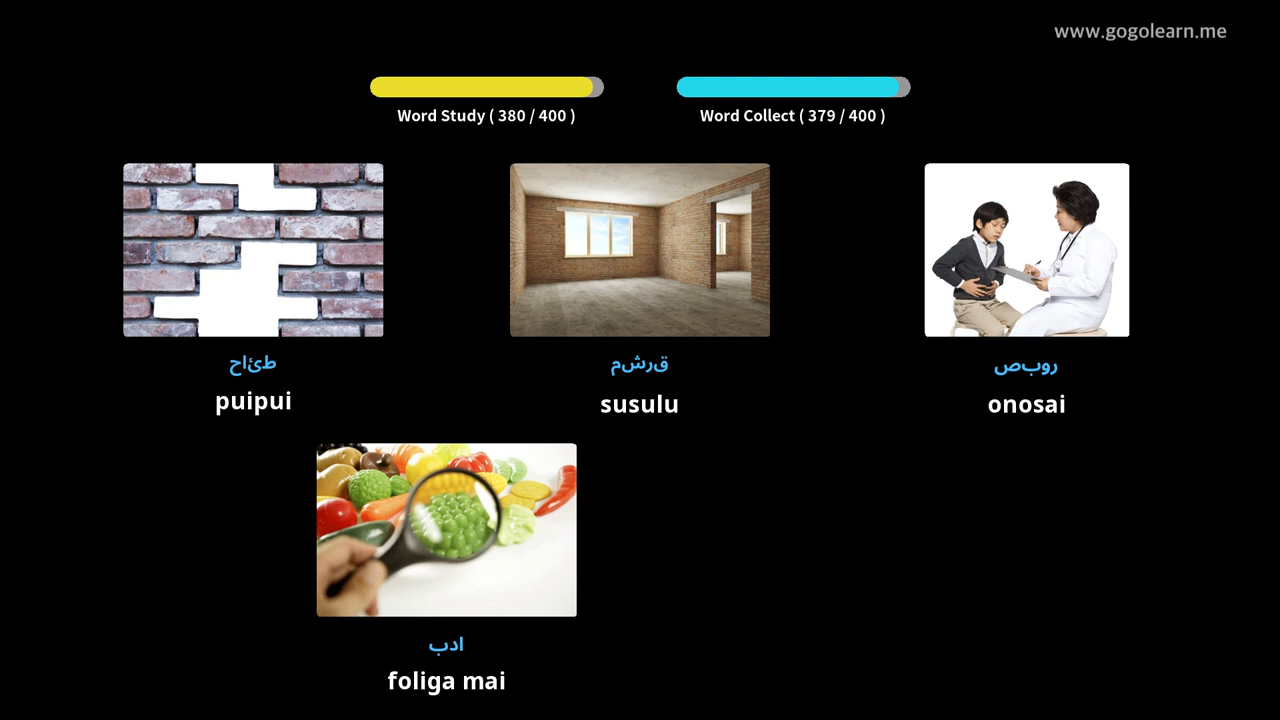 www.gogolearn.me
Word Study ( 380 / 400 )
Word Collect ( 379 / 400 )
طئاح
puipui
قرشم
susulu
روبص
onosai
ادب
foliga mai